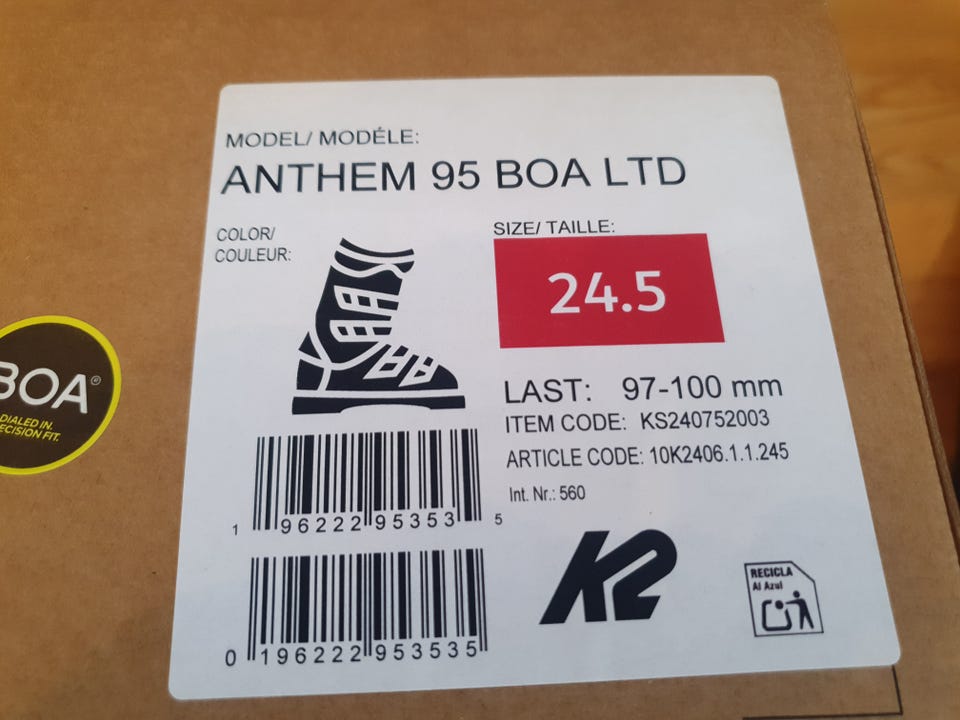 MODEL/ MODÉLE:
ANTHEM 95 BOA LTD
COLOR/
COULEUR:
SIZE/ TAILLE:
24.5
LAST: 97-100 mm
ITEM CODE: KS240752003
ARTICLE CODE: 10K2406.1.1.245
Int. Nr.: 560
1 96222 95353 5
0 196222 953535
K2
RECICLA
Al Azul
BOA®
DIALED IN.